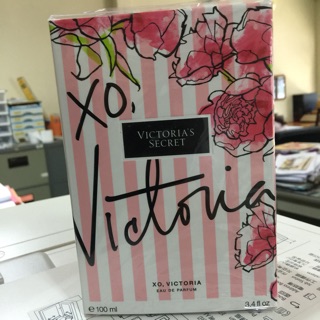 XO,
VICTORIA'S
SECRET
Victoria
XO, VICTORIA
EAU DE PARFUM
e 100 ml
3.4 fl oz